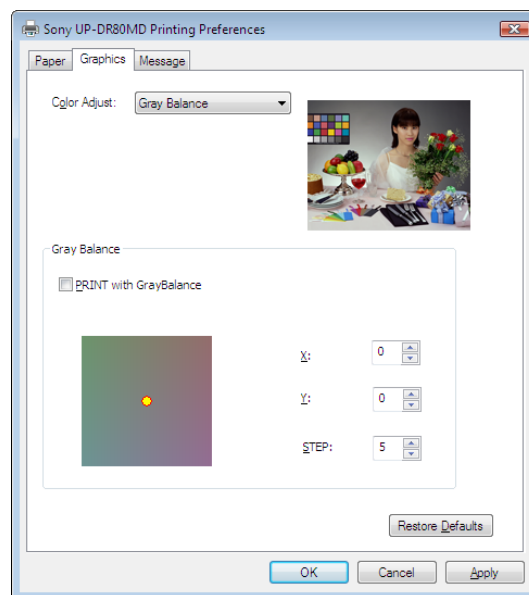 Sony UP-DR80MD Printing Preferences
Paper
Graphics
Message
Color Adjust:
Gray Balance
Gray Balance
PRINT with GrayBalance
X:
0
Y:
0
STEP:
5
Restore Defaults
OK
Cancel
Apply